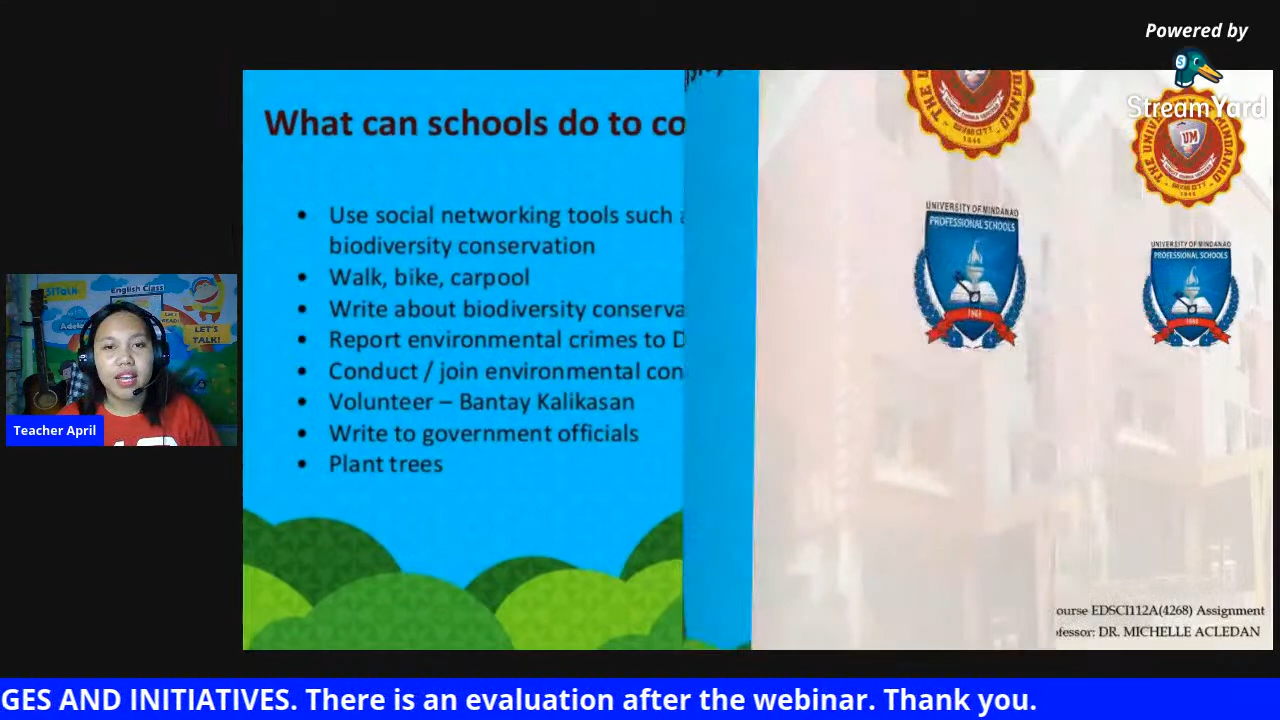 Powered by
StreamYard
What can schools do to co
Use social networking tools such
biodiversity conservation
Walk, bike, carpool
Write about biodiversity conserva
Report environmental crimes to D
Conduct / join environmental con
Volunteer – Bantay Kalikasan
Write to government officials
Plant trees
UM
1946
UNIVERSITY OF MINDANAO
PROFESSIONAL SCHOOLS
UNIVERSITY OF MINDANAO
PROFESSIONAL SCHOOLS
English Class
LET'S
TALK!
Teacher April
ourse EDSCI112A(4268) Assignment
fessor: DR. MICHELLE ACLEDAN
GES AND INITIATIVES. There is an evaluation after the webinar. Thank you.